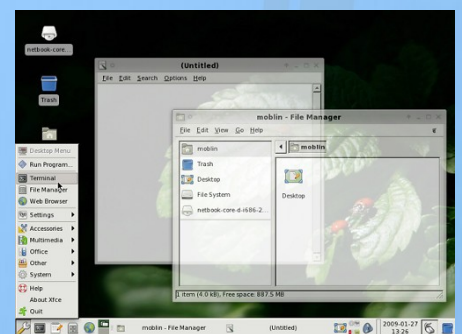 netbook-core...
Trash
(Untitled)
File Edit Search Options Help
moblin - File Manager
File Edit View Go Help
moblin
moblin
Trash
Desktop
File System
netbook-core-d-i686-2...
Desktop
1 item (4.0 kB), Free space: 887.5 MB
Desktop Menu
Run Program...
Terminal
File Manager
Web Browser
Settings
Accessories
Multimedia
Office
Other
System
Help
About Xfce
Quit
moblin - File Manager
(Untitled)
2009-01-27
13:26